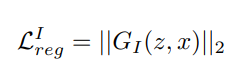 $\mathcal{L}_{reg}^{I} = ||G_I(z, x)||_2$